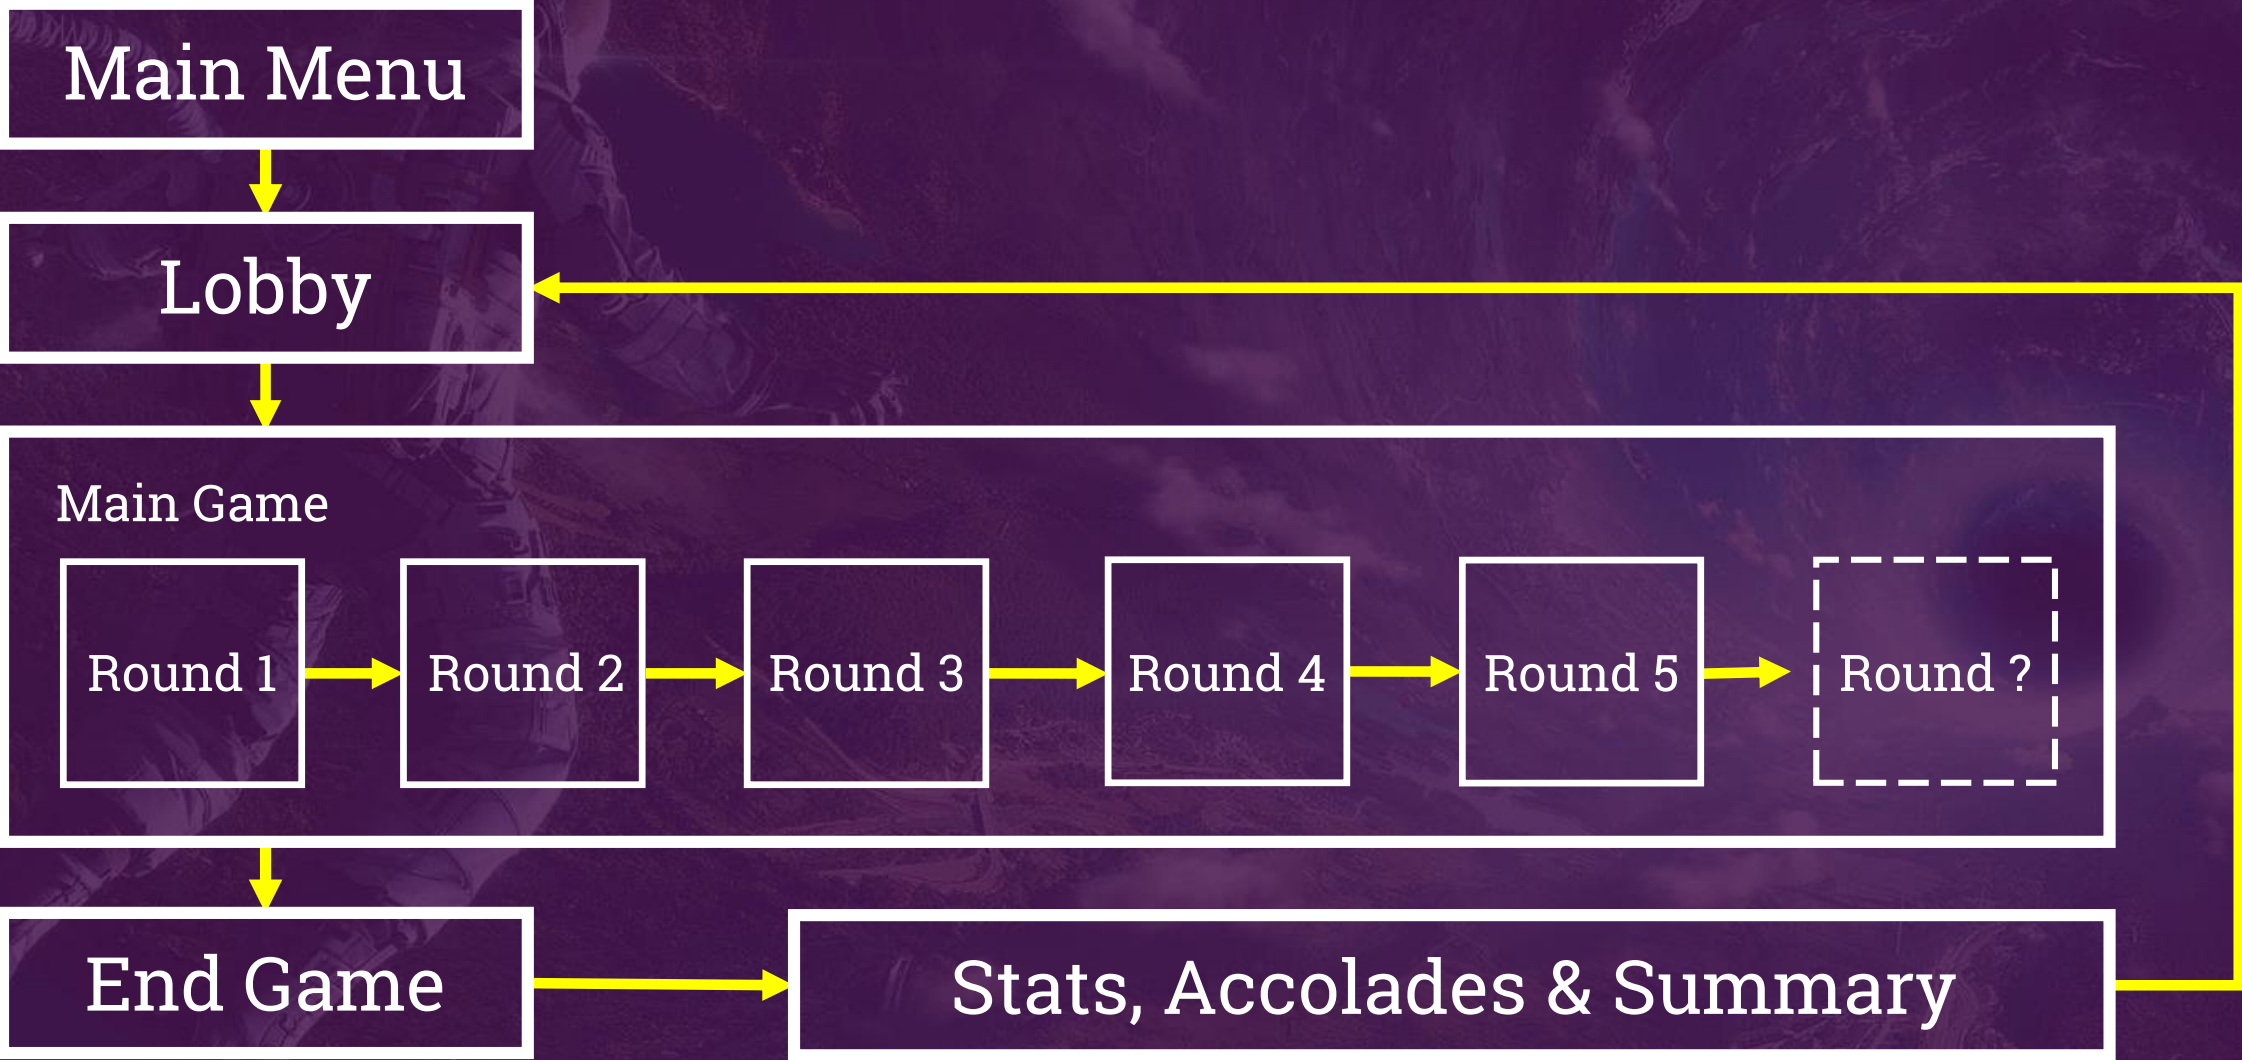 Main Menu
Lobby
Main Game
Round 1
Round 2
Round 3
Round 4
Round 5
Round ?
End Game
Stats, Accolades & Summary